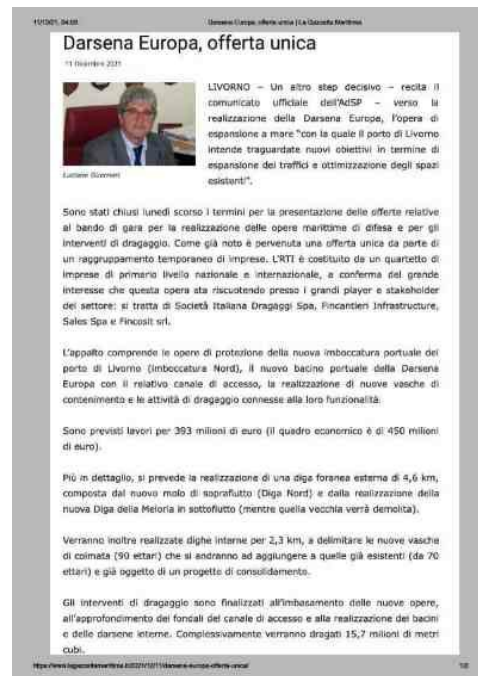 Darsena Europa, offerta unica | La Gazzetta Marittima
Darsena Europa, offerta unica
11 Dicembre 2021
LIVORNO – Un altro step decisivo – recita il
comunicato ufficiale dell'AdSP – verso la
realizzazione della Darsena Europa, l'opera di
espansione a mare "con la quale il porto di Livorno
intende traguardate nuovi obiettivi in termine di
espansione dei traffici e ottimizzazione degli spazi
esistenti".
Luciano Guerrieri
Sono stati chiusi lunedì scorso i termini per la presentazione delle offerte relative
al bando di gara per la realizzazione delle opere marittime di difesa e per gli
interventi di dragaggio. Come già noto è pervenuta una offerta unica da parte di
un raggruppamento temporaneo di imprese. L'RTI è costituito da un quartetto di
imprese di primario livello nazionale e internazionale, a conferma del grande
interesse che questa opera sta riscuotendo presso i grandi player e stakeholder
del settore: si tratta di Società Italiana Dragaggi Spa, Fincantieri Infrastructure,
Sales Spa e Fincosit srl.
L'appalto comprende le opere di protezione della nuova imboccatura portuale del
porto di Livorno (imboccatura Nord), il nuovo bacino portuale della Darsena
Europa con il relativo canale di accesso, la realizzazione di nuove vasche di
contenimento e le attività di dragaggio connesse alla loro funzionalità.
Sono previsti lavori per 393 milioni di euro (il quadro economico è di 450 milioni
di euro).
Più in dettaglio, si prevede la realizzazione di una diga foranea esterna di 4,6 km,
composta dal nuovo molo di sopraflutto (Diga Nord) e dalla realizzazione della
nuova Diga della Meloria in sottoflutto (mentre quella vecchia verrà demolita).
Verranno inoltre realizzate dighe interne per 2,3 km, a delimitare le nuove vasche
di colmata (90 ettari) che si andranno ad aggiungere a quelle già esistenti (da 70
ettari) e già oggetto di un progetto di consolidamento.
Gli interventi di dragaggio sono finalizzati all'imbasamento delle nuove opere,
all'approfondimento dei fondali del canale di accesso e alla realizzazione dei bacini
e delle darsene interne. Complessivamente verranno dragati 15,7 milioni di metri
cubi.